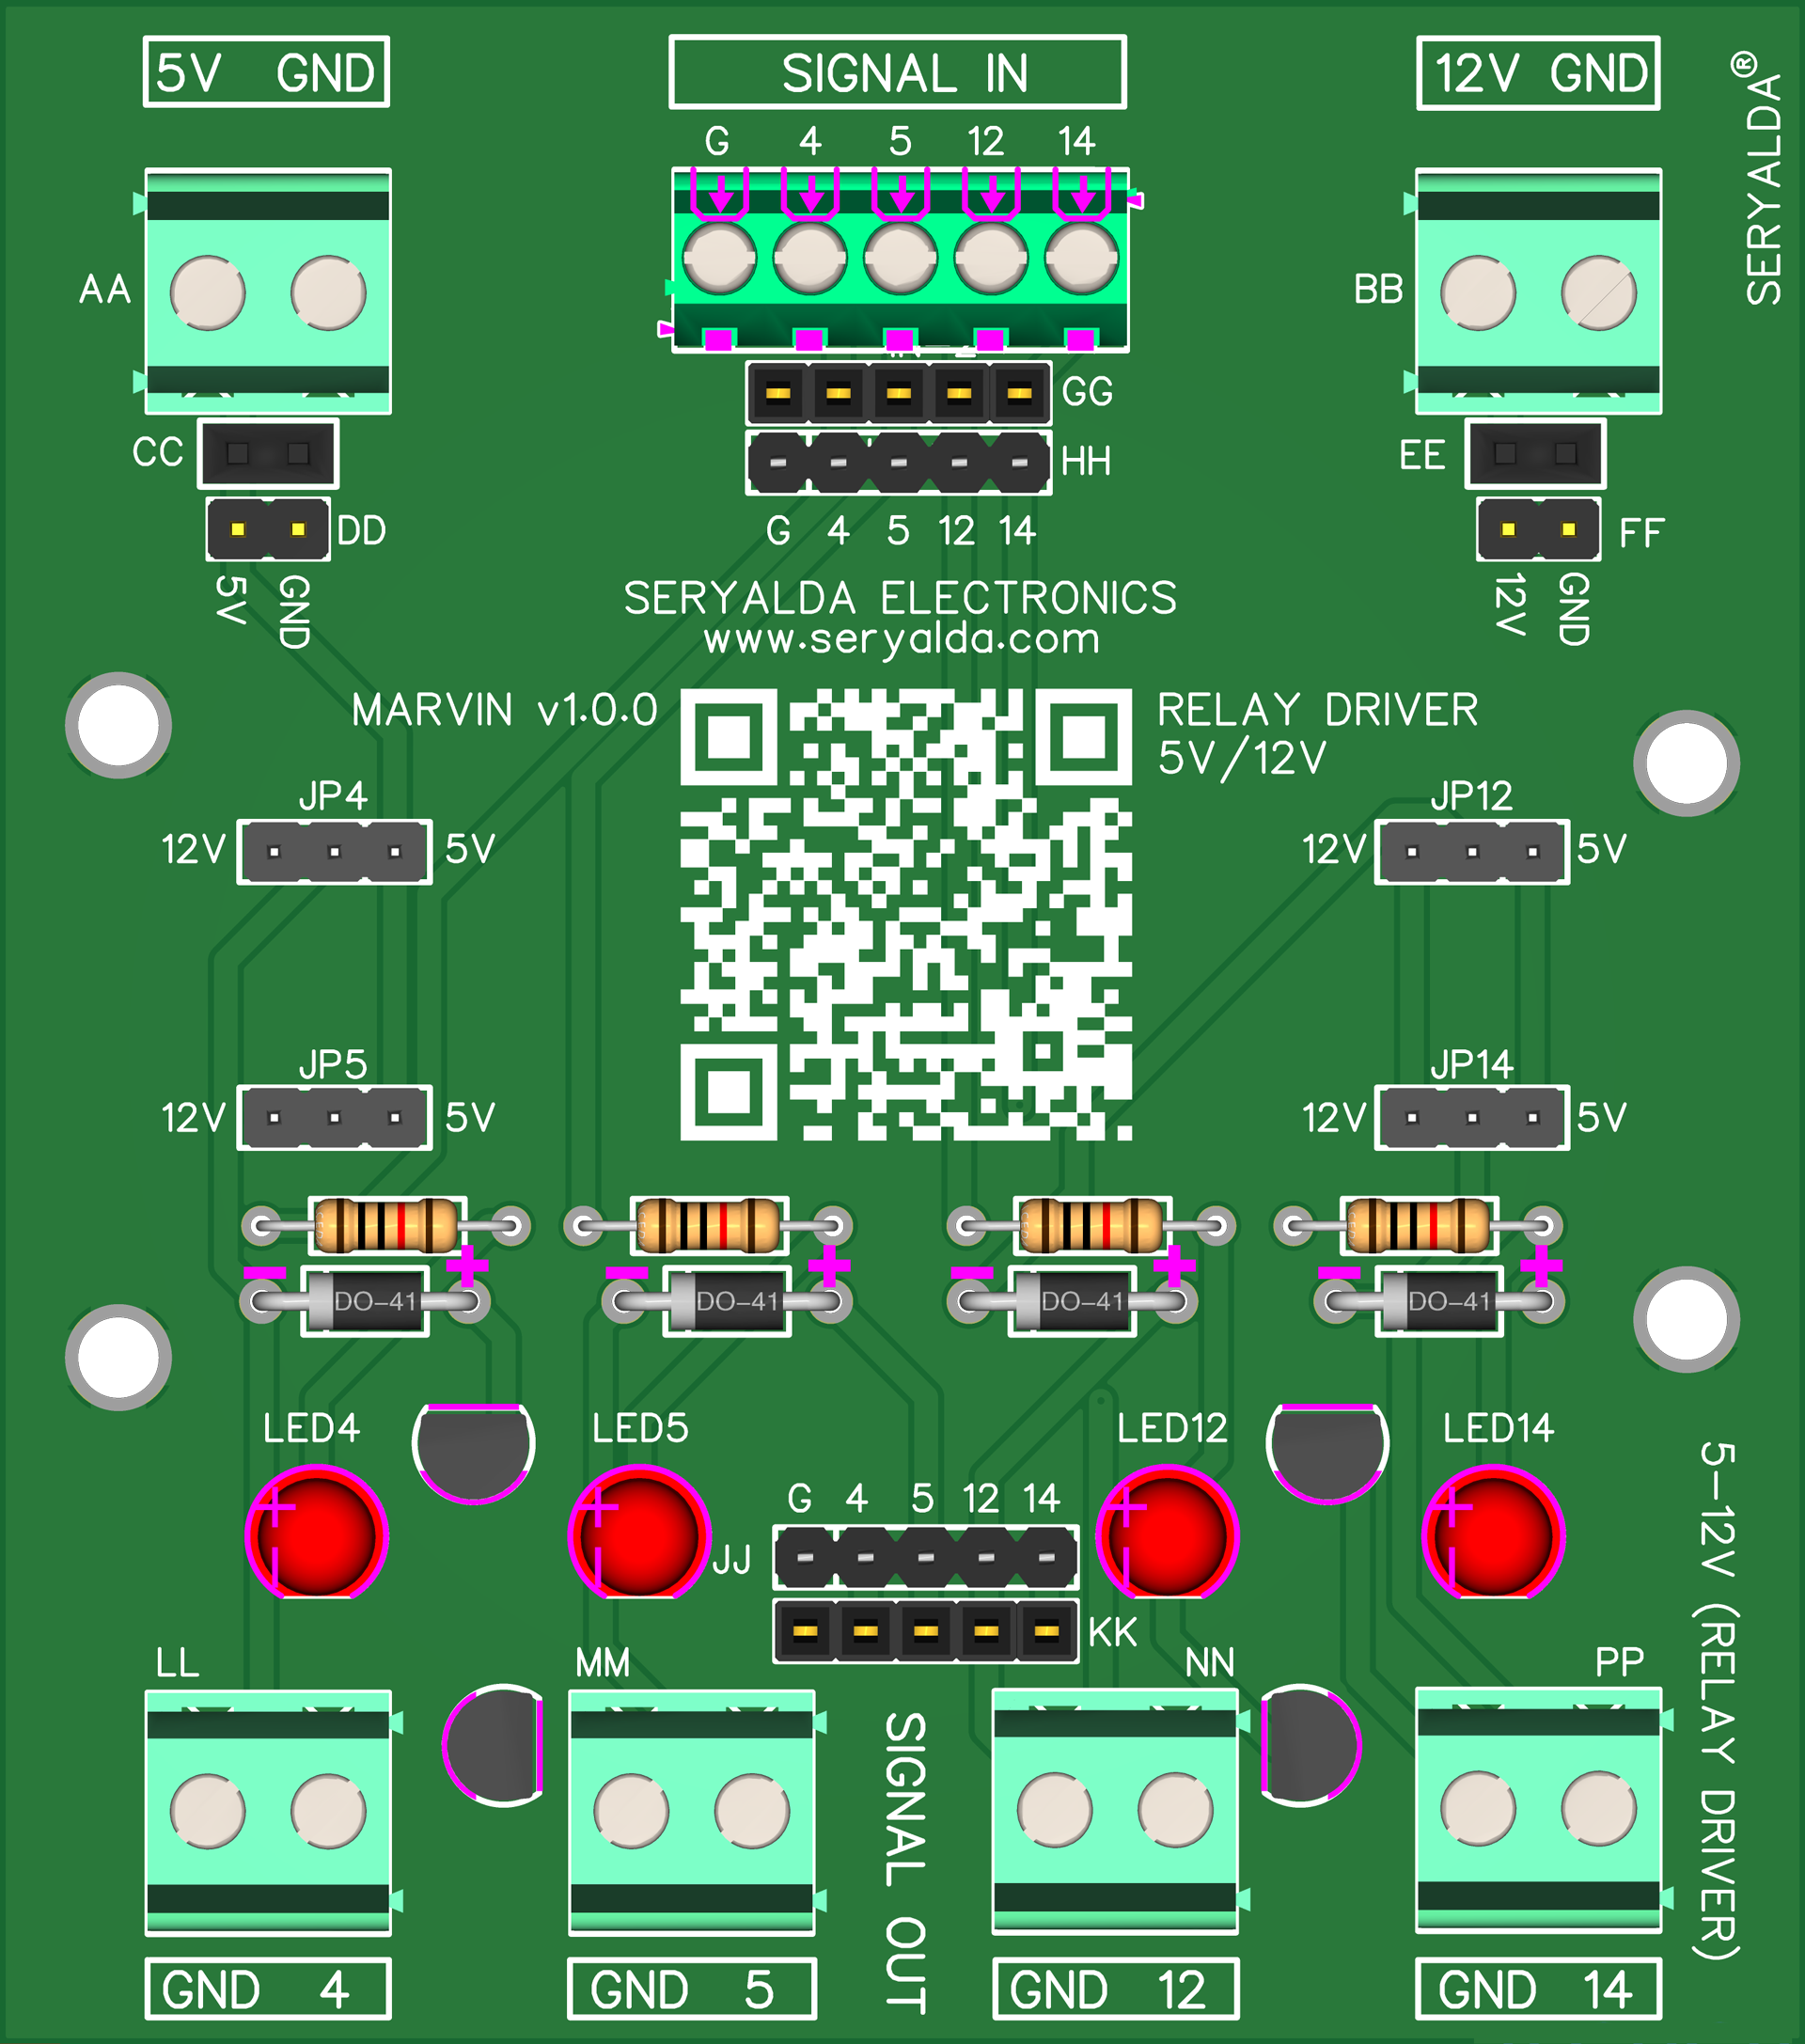 5V GND
SIGNAL IN
12V GND
SERYALDA®
G 4 5 12 14
AA
BB
GG
CC
HH
EE
DD
FF
G 4 5 12 14
5V GND
12V GND
SERYALDA ELECTRONICS
www.seryalda.com
MARVIN v1.0.0
RELAY DRIVER
5V/12V
JP4
12V 5V
JP12
12V 5V
JP5
12V 5V
JP14
12V 5V
DO-41
DO-41
DO-41
DO-41
LED4
LED5
LED12
LED14
G 4 5 12 14
JJ
KK
LL
MM
NN
PP
5-12V (RELAY DRIVER)
SIGNAL OUT
GND 4
GND 5
GND 12
GND 14